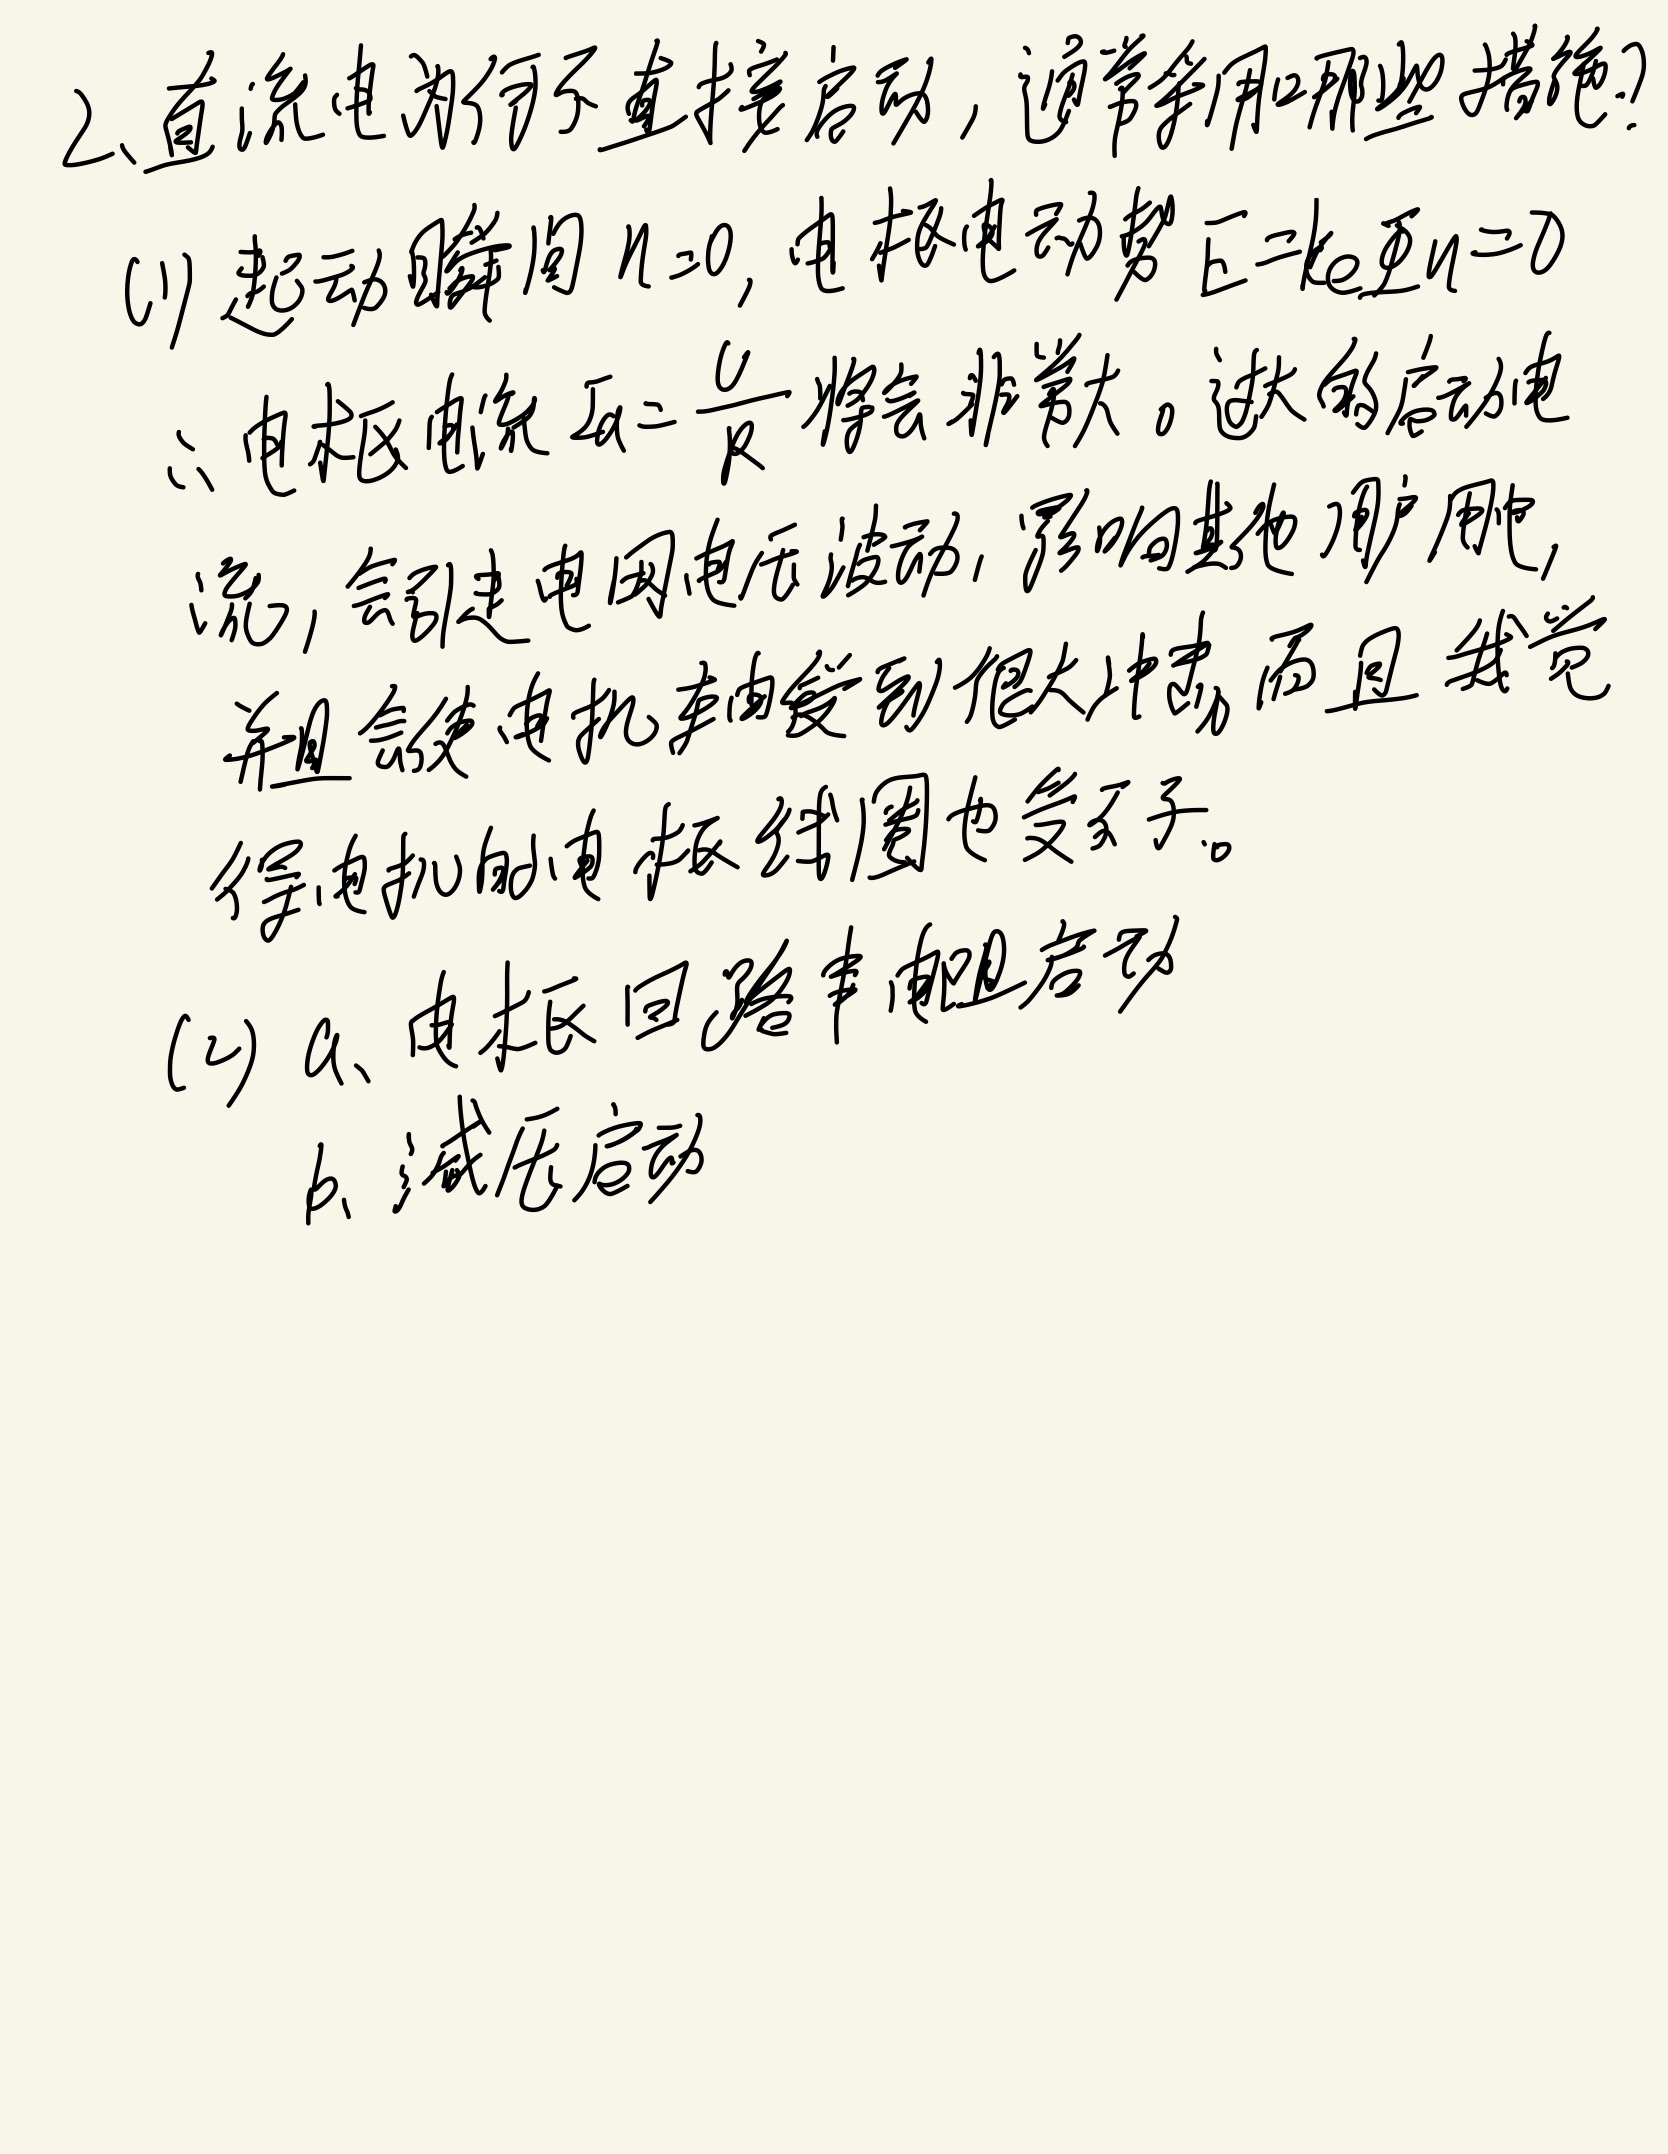 2、直流电为何不直接启动，通常采用哪些措施？
(1) 起动瞬间 n=0, 电枢电动势 E=keΦn=0
∴ 电枢电流 Ia=U/R 将会非常大。过大的启动电
流，会引起电网电压波动，影响其他用户用电，
并且会使电机轴受到很大冲击，而且我觉
得电机的电枢线圈也受不了。
(2) a、电枢回路串电阻启动
b、减压启动